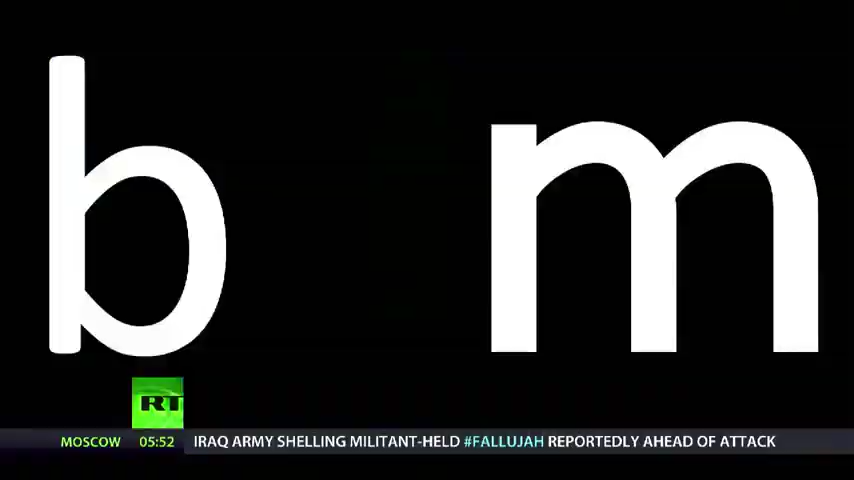 b m
RT
MOSCOW 05:52 IRAQ ARMY SHELLING MILITANT-HELD #FALLUJAH REPORTEDLY AHEAD OF ATTACK